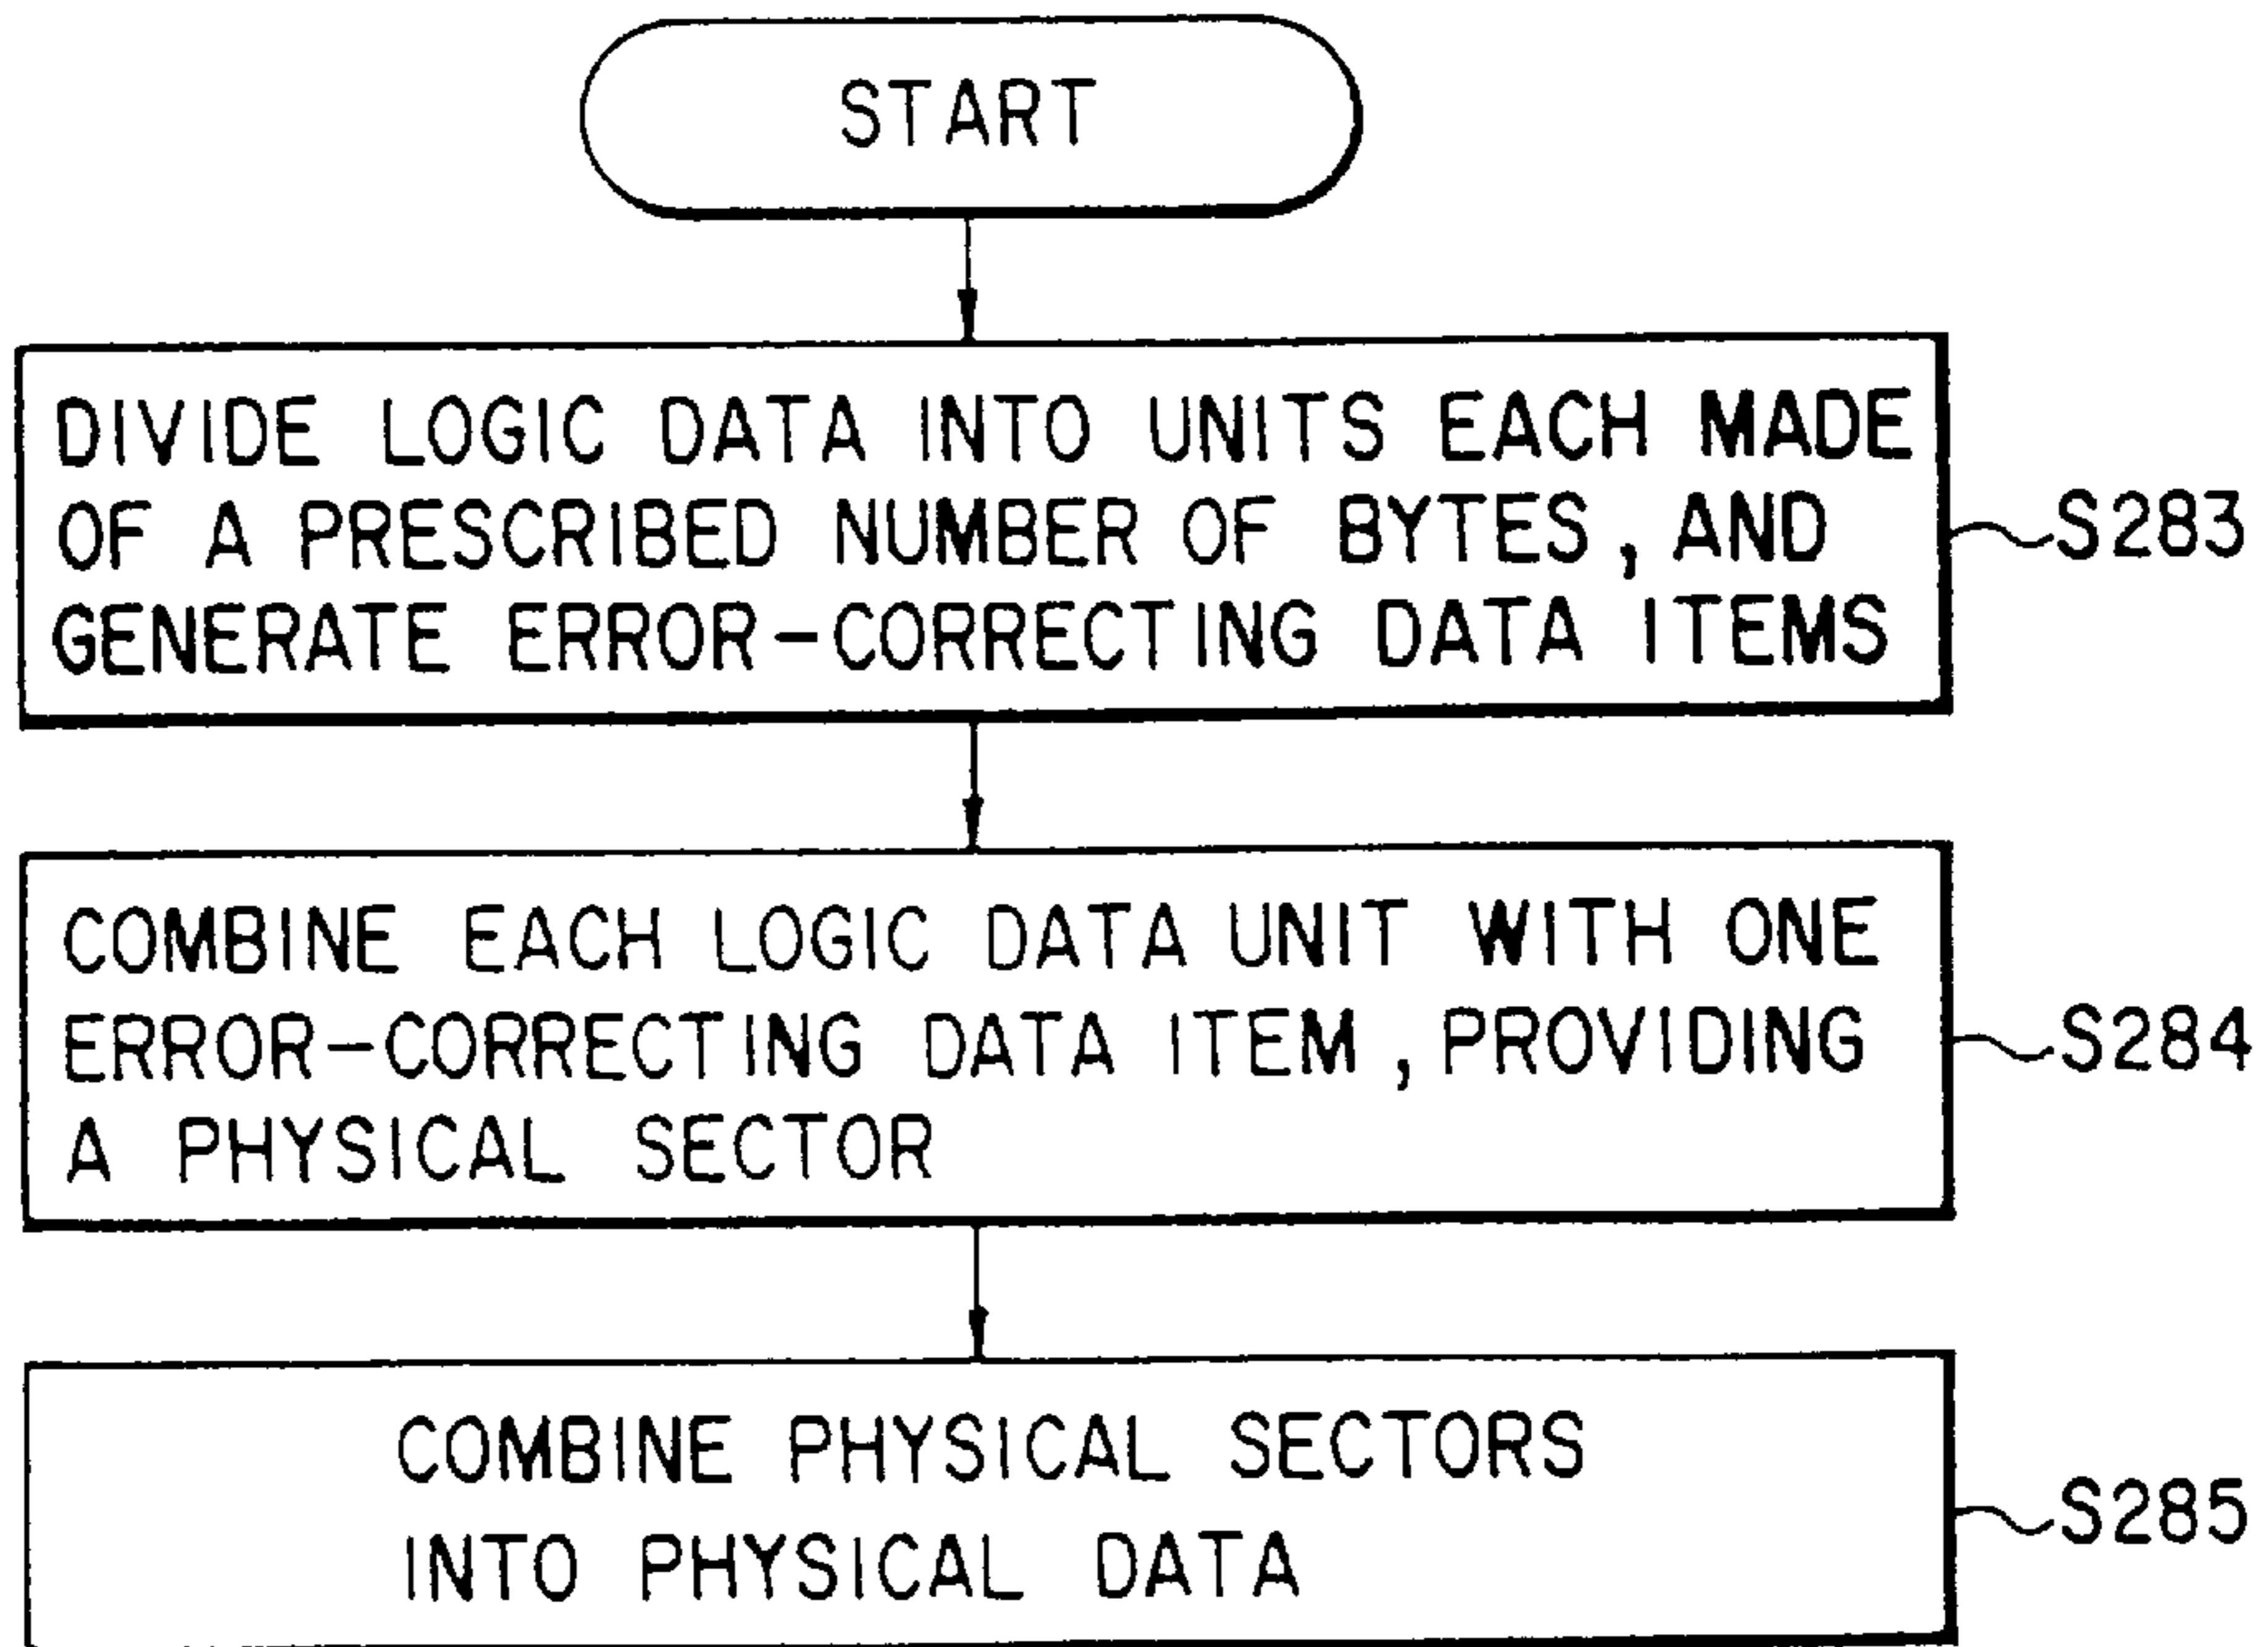 START
DIVIDE LOGIC DATA INTO UNITS EACH MADE
OF A PRESCRIBED NUMBER OF BYTES, AND
GENERATE ERROR-CORRECTING DATA ITEMS
S283
COMBINE EACH LOGIC DATA UNIT WITH ONE
ERROR-CORRECTING DATA ITEM, PROVIDING
A PHYSICAL SECTOR
S284
COMBINE PHYSICAL SECTORS
INTO PHYSICAL DATA
S285